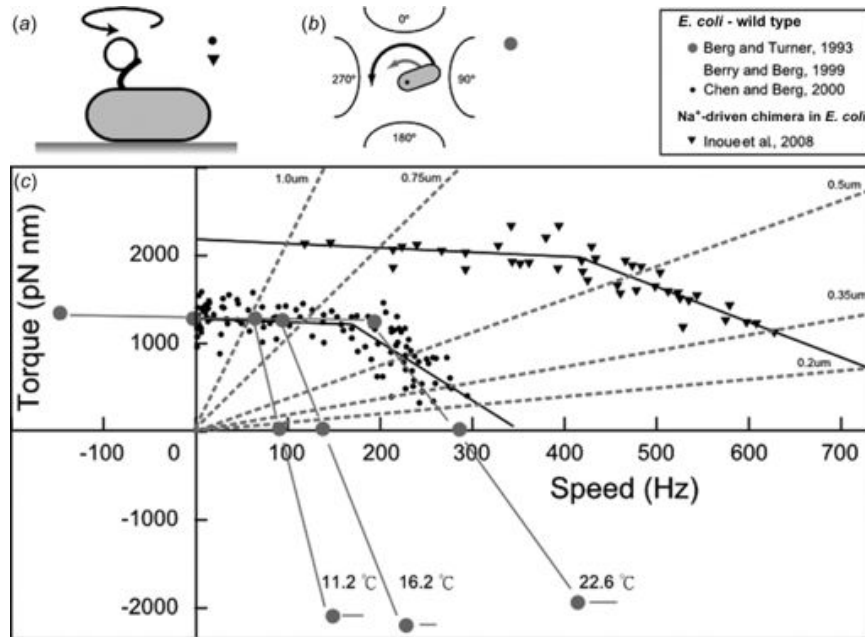 (a)
(b)
0°
270°
90°
180°
E. coli - wild type
Berg and Turner, 1993
Berry and Berg, 1999
Chen and Berg, 2000
Na⁺-driven chimera in E. coli
Inoue et al., 2008
(c)
1.0um
0.75um
0.5um
0.35um
0.2um
Torque (pN nm)
2000
1000
0
-1000
-2000
-100
0
100
200
300
400
500
600
700
Speed (Hz)
11.2 ℃
16.2 ℃
22.6 ℃